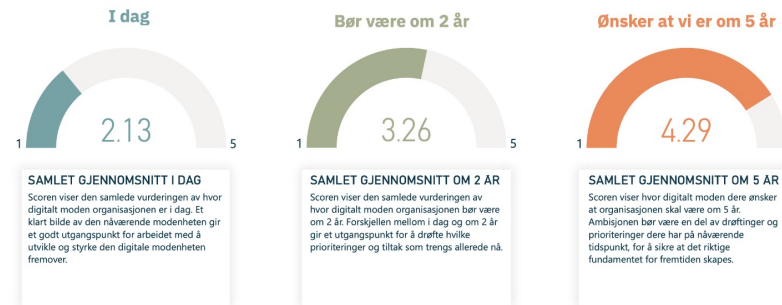 I dag
2.13
1
5
SAMLET GJENNOMSNITT I DAG
Scoren viser den samlede vurderingen av hvor
digitalt moden organisasjonen er i dag. Et
klart bilde av den nåværende modenheten gir
et godt utgangspunkt for arbeidet med å
utvikle og styrke den digitale modenheten
fremover.
Bør være om 2 år
3.26
1
5
SAMLET GJENNOMSNITT OM 2 ÅR
Scoren viser den samlede vurderingen av
hvor digitalt moden organisasjonen bør være
om 2 år. Forskjellen mellom i dag og om 2 år
gir et utgangspunkt for å drøfte hvilke
prioriteringer og tiltak som trengs allerede nå.
Ønsker at vi er om 5 år
4.29
1
SAMLET GJENNOMSNITT OM 5 ÅR
Scoren viser hvor digitalt moden dere ønsker
at organisasjonen skal være om 5 år.
Ambisjonen bør være en del av drøftinger og
prioriteringer dere har på nåværende
tidspunkt, for å sikre at det riktige
fundamentet for fremtiden skapes.